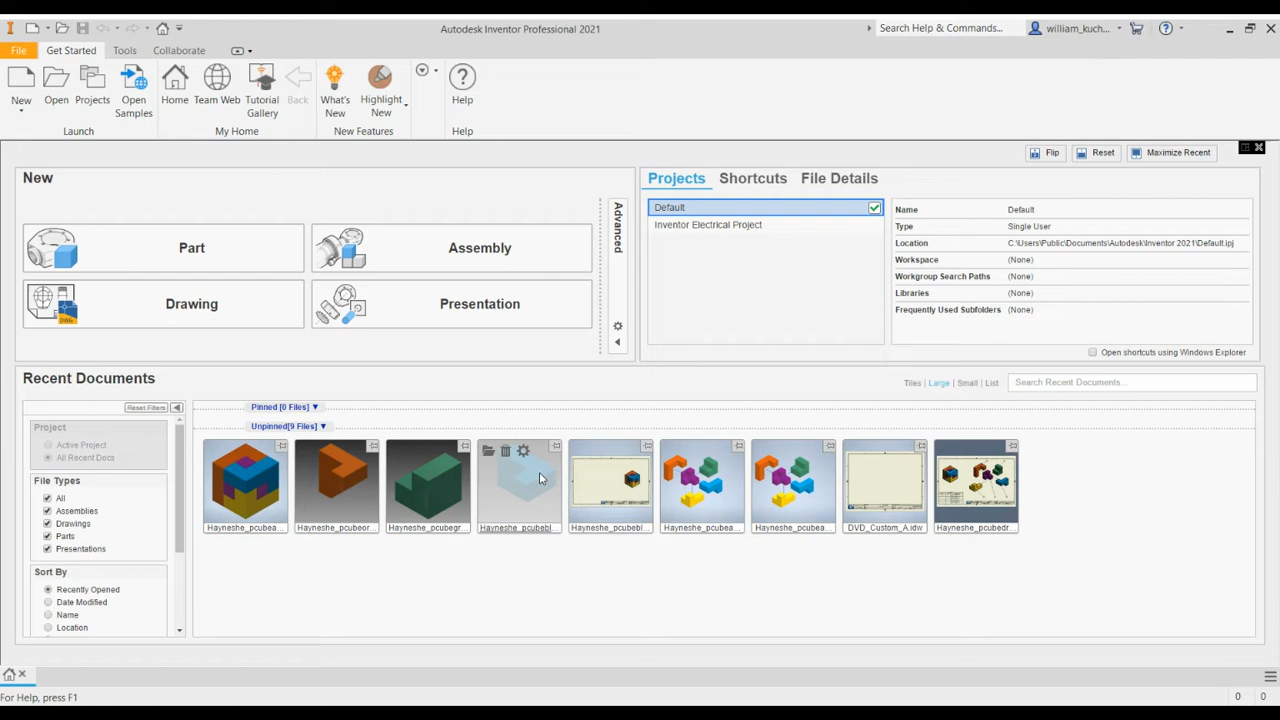 Autodesk Inventor Professional 2021
Search Help & Commands...
william_kuch...
File
Get Started
Tools
Collaborate
New
Open
Projects
Open Samples
Home
Team Web
Tutorial Gallery
Back
What's New
Highlight New
Help
Launch
My Home
New Features
Help
Flip
Reset
Maximize Recent
New
Part
Assembly
Drawing
Presentation
DWG
Advanced
Projects
Shortcuts
File Details
Default
Inventor Electrical Project
Name Default
Type Single User
Location C:\Users\Public\Documents\Autodesk\Inventor 2021\Default.ipj
Workspace (None)
Workgroup Search Paths (None)
Libraries (None)
Frequently Used Subfolders (None)
Open shortcuts using Windows Explorer
Recent Documents
Tiles | Large | Small | List
Search Recent Documents...
Reset Filters
Project
Active Project
All Recent Docs
File Types
All
Assemblies
Drawings
Parts
Presentations
Sort By
Recently Opened
Date Modified
Name
Location
Pinned [0 Files]
Unpinned[9 Files]
Hayneshe_pcubea...
Hayneshe_pcubeor...
Hayneshe_pcubegr...
Hayneshe_pcubebl...
Hayneshe_pcubebl...
Hayneshe_pcubea...
Hayneshe_pcubea...
DVD_Custom_A.idw
Hayneshe_pcubedr...
For Help, press F1
0 0